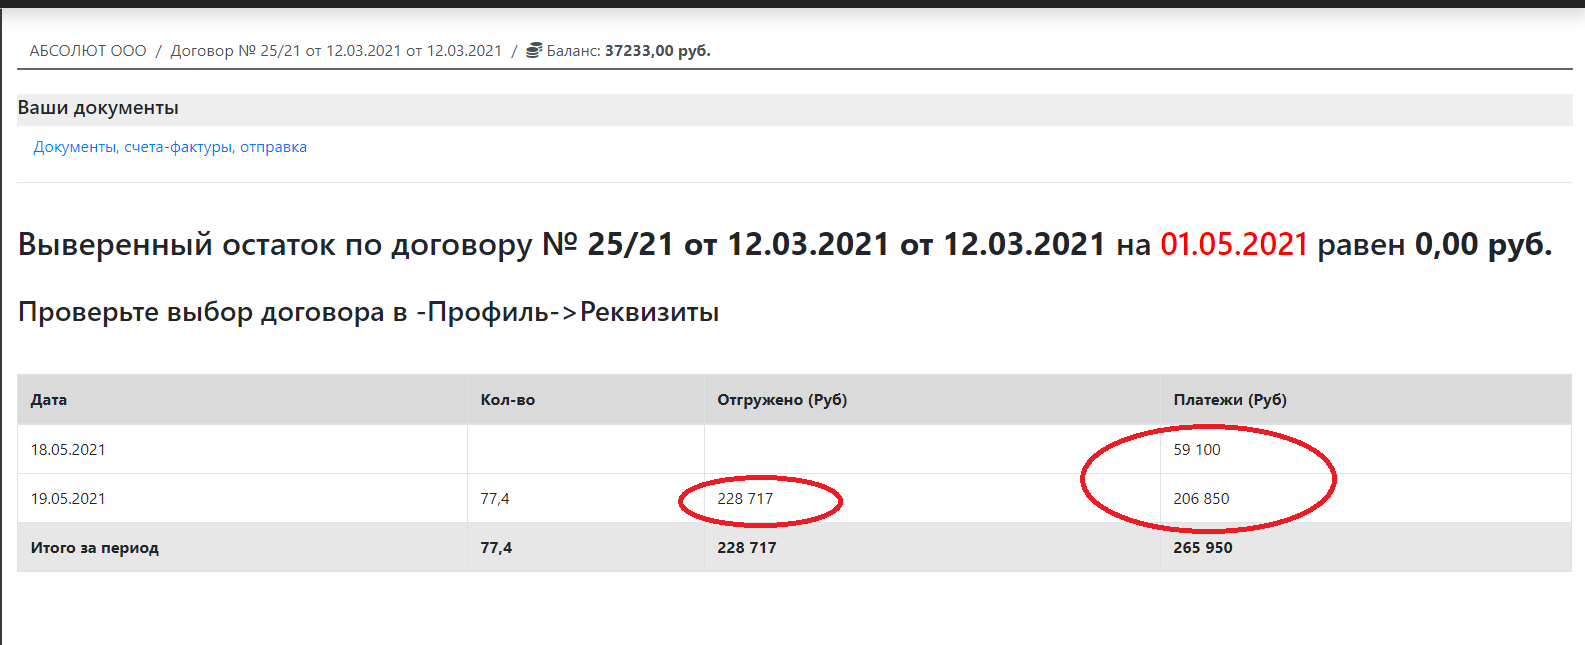 АБСОЛЮТ ООО / Договор № 25/21 от 12.03.2021 от 12.03.2021 / Баланс: 37233,00 руб.
Ваши документы
Документы, счета-фактуры, отправка
Выверенный остаток по договору № 25/21 от 12.03.2021 от 12.03.2021 на 01.05.2021 равен 0,00 руб.
Проверьте выбор договора в -Профиль->Реквизиты
Дата Кол-во Отгружено (Руб) Платежи (Руб)
18.05.2021 59 100
19.05.2021 77,4 228 717 206 850
Итого за период 77,4 228 717 265 950